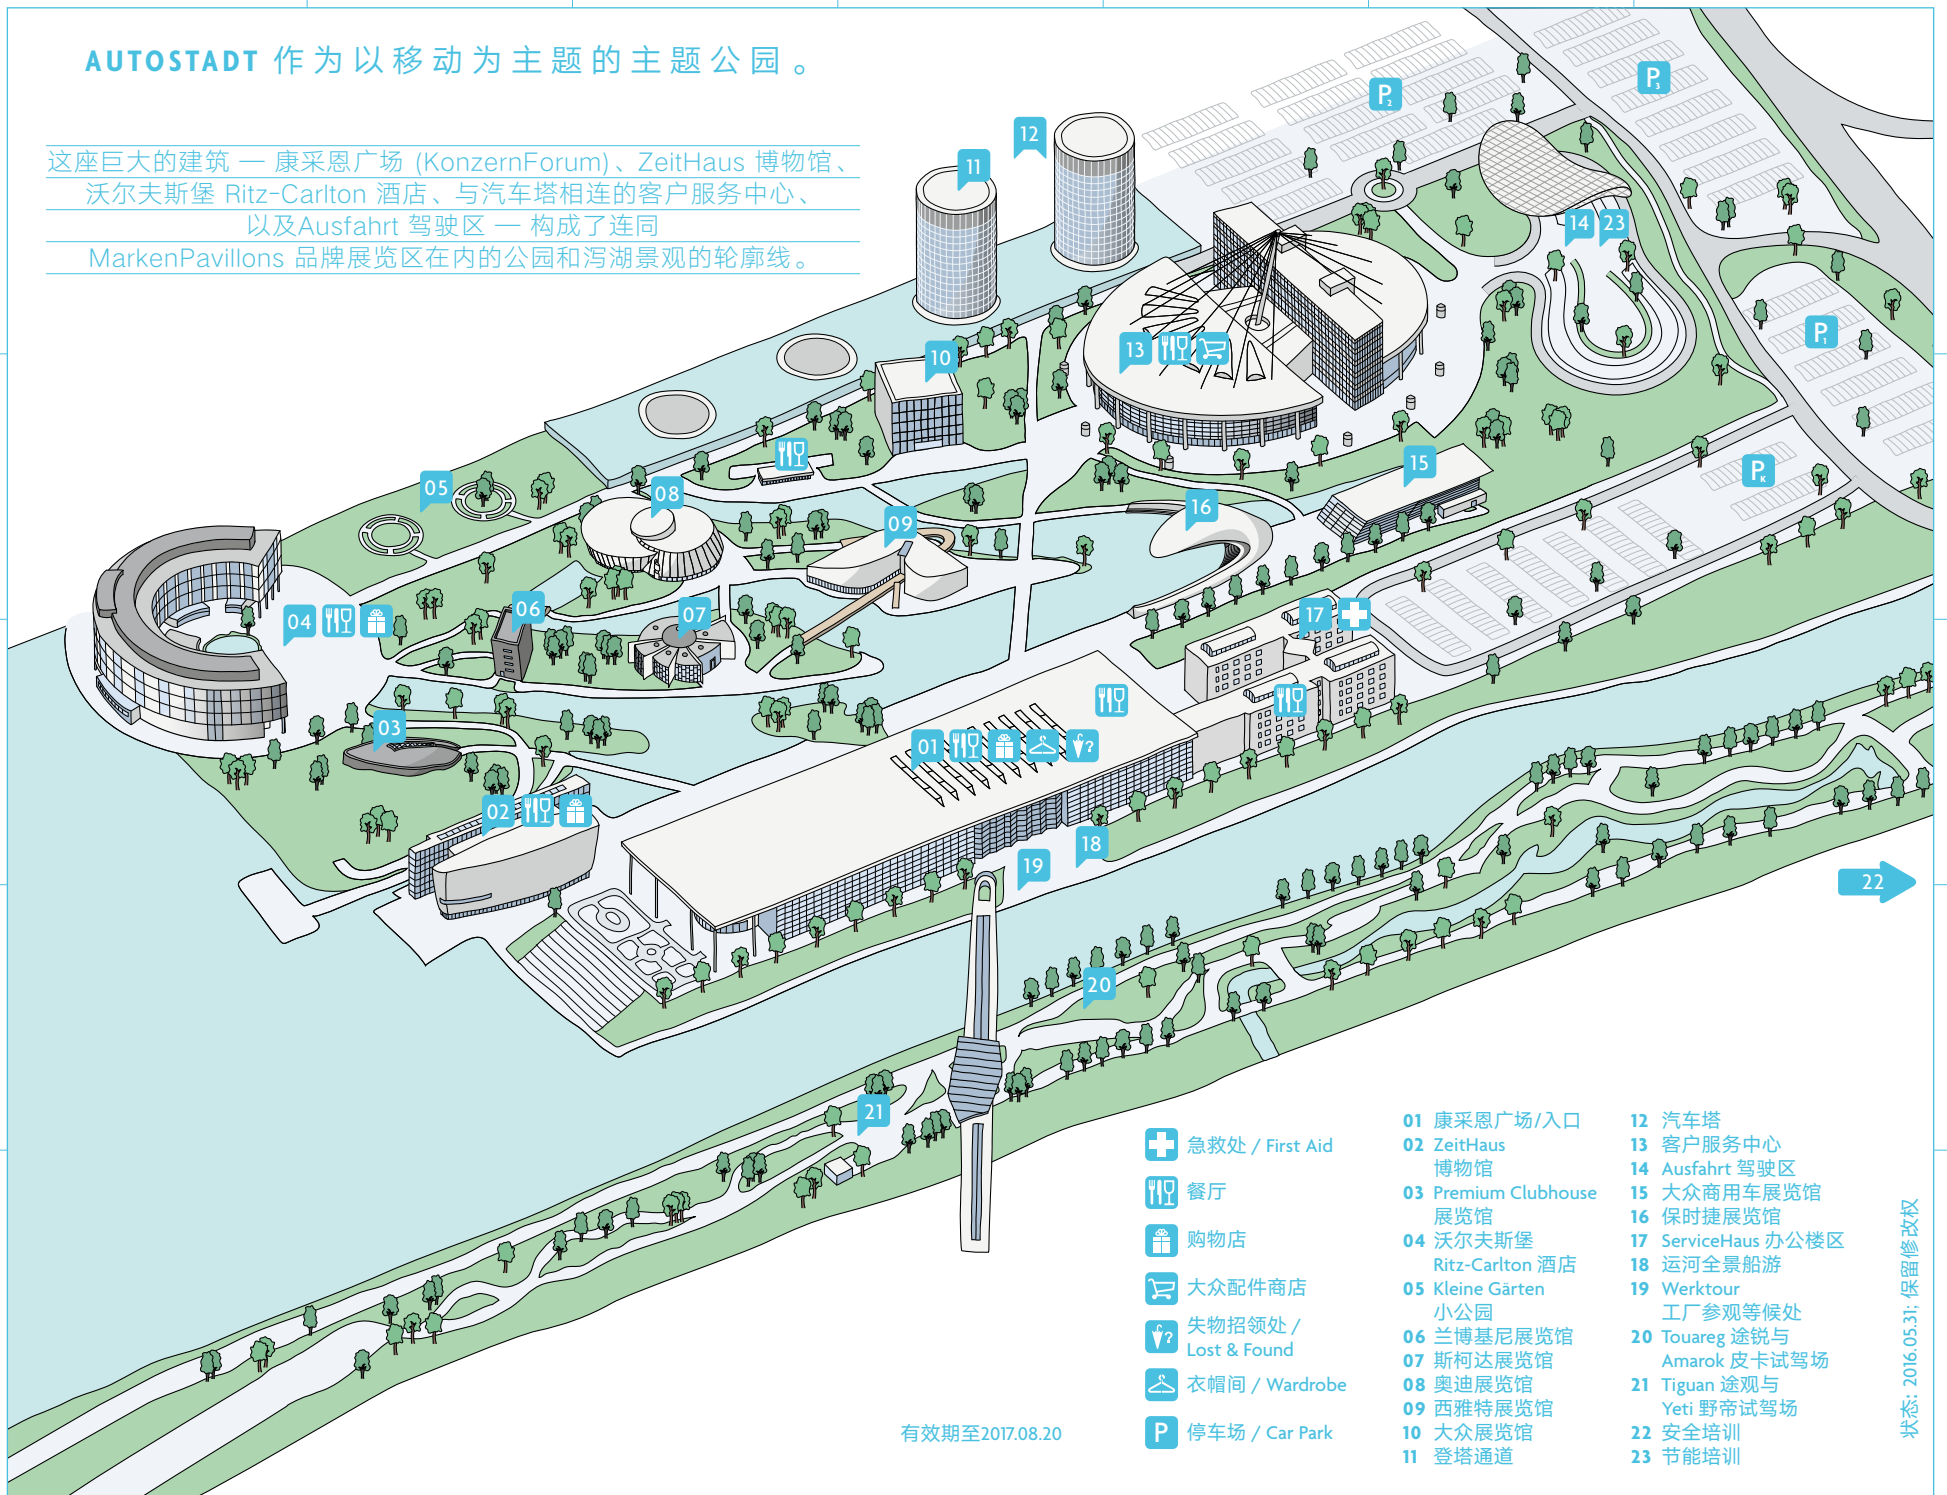 AUTOSTADT 作为以移动为主题的主题公园。
这座巨大的建筑 — 康采恩广场 (KonzernForum)、ZeitHaus 博物馆、
沃尔夫斯堡 Ritz-Carlton 酒店、与汽车塔相连的客户服务中心、
以及Ausfahrt 驾驶区 — 构成了连同
MarkenPavillons 品牌展览区在内的公园和泻湖景观的轮廓线。
P2
P3
12
11
14 23
P1
13
10
15
PK
05
08
16
09
04
06
07
17
03
01
?
02
18
19
22
20
21
急救处 / First Aid
餐厅
购物店
大众配件商店
?
失物招领处 /
Lost & Found
衣帽间 / Wardrobe
P
停车场 / Car Park
01 康采恩广场/入口
02 ZeitHaus
博物馆
03 Premium Clubhouse
展览馆
04 沃尔夫斯堡
Ritz-Carlton 酒店
05 Kleine Gärten
小公园
06 兰博基尼展览馆
07 斯柯达展览馆
08 奥迪展览馆
09 西雅特展览馆
10 大众展览馆
11 登塔通道
12 汽车塔
13 客户服务中心
14 Ausfahrt 驾驶区
15 大众商用车展览馆
16 保时捷展览馆
17 ServiceHaus 办公楼区
18 运河全景船游
19 Werktour
工厂参观等候处
20 Touareg 途锐与
Amarok 皮卡试驾场
21 Tiguan 途观与
Yeti 野帝试驾场
22 安全培训
23 节能培训
有效期至2017.08.20
状态: 2016.05.31; 保留修改权